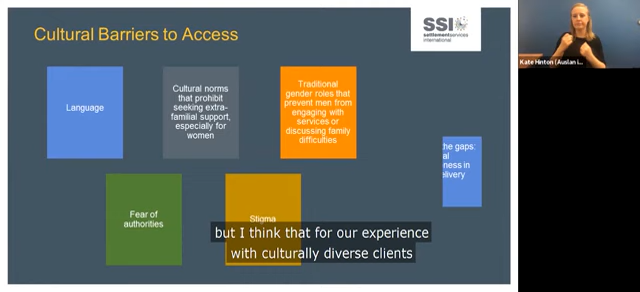 Cultural Barriers to Access
SSI
settlement services
international
Language
Cultural norms
that prohibit
seeking extra-
familial support,
especially for
women
Traditional
gender roles that
prevent men from
engaging with
services or
discussing family
difficulties
he gaps:
al
ness in
elivery
Fear of
authorities
Stigma
but I think that for our experience
with culturally diverse clients
Kate Hinton (Auslan i...